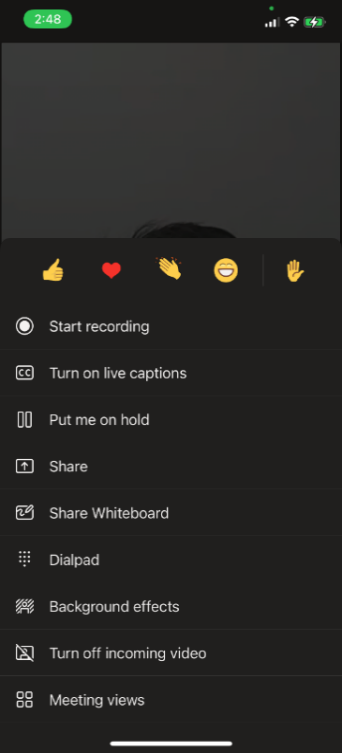 2:48
Start recording
CC
Turn on live captions
Put me on hold
Share
Share Whiteboard
Dialpad
Background effects
Turn off incoming video
Meeting views